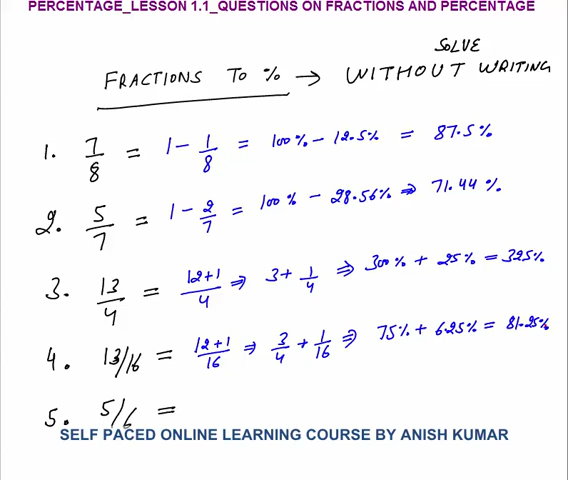 PERCENTAGE_LESSON 1.1_QUESTIONS ON FRACTIONS AND PERCENTAGE
SOLVE
FRACTIONS TO % → WITHOUT WRITING
1. 7/8 = 1 - 1/8 = 100% - 12.5% = 87.5%
2. 5/7 = 1 - 2/7 = 100% - 28.56% ⇒ 71.44%
3. 13/4 = 12+1/4 ⇒ 3 + 1/4 ⇒ 300% + 25% = 325%
4. 13/16 = 12+1/16 ⇒ 3/4 + 1/16 ⇒ 75% + 6.25% = 81.25%
5. 5/6 =
SELF PACED ONLINE LEARNING COURSE BY ANISH KUMAR